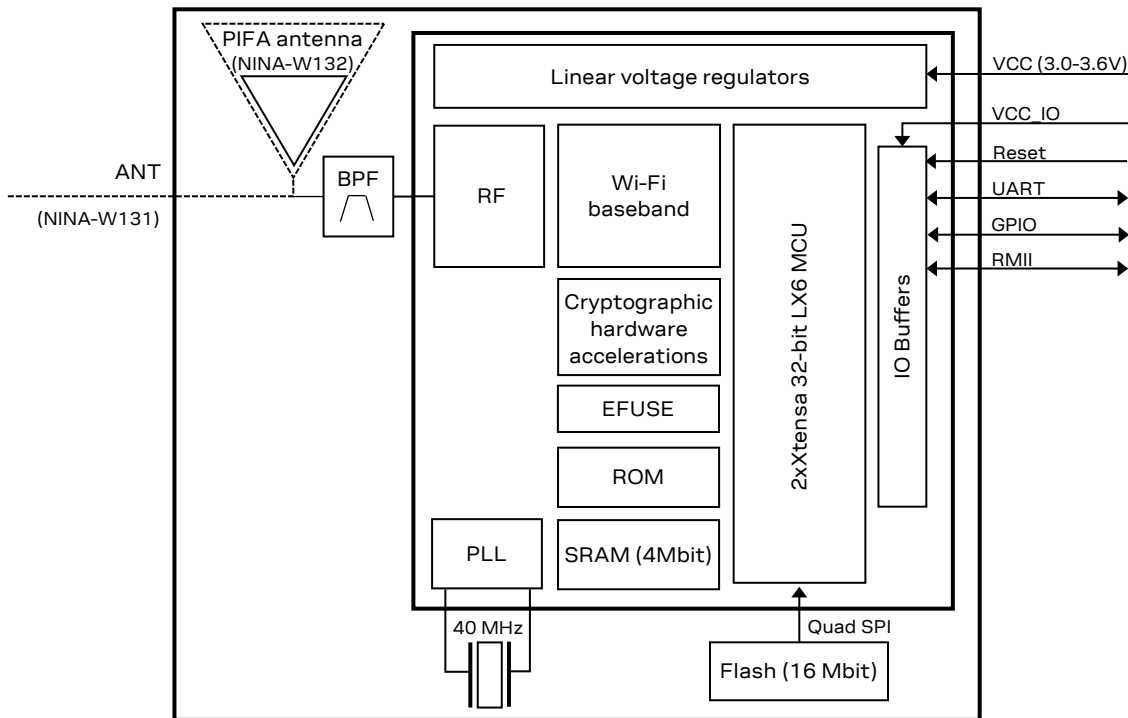 PIFA antenna
(NINA-W132)
Linear voltage regulators
VCC (3.0-3.6V)
VCC_IO
Reset
UART
GPIO
RMII
ANT
(NINA-W131)
BPF
RF
Wi-Fi
baseband
Cryptographic
hardware
accelerations
EFUSE
ROM
SRAM (4Mbit)
PLL
2xXtensa 32-bit LX6 MCU
IO Buffers
40 MHz
Quad SPI
Flash (16 Mbit)